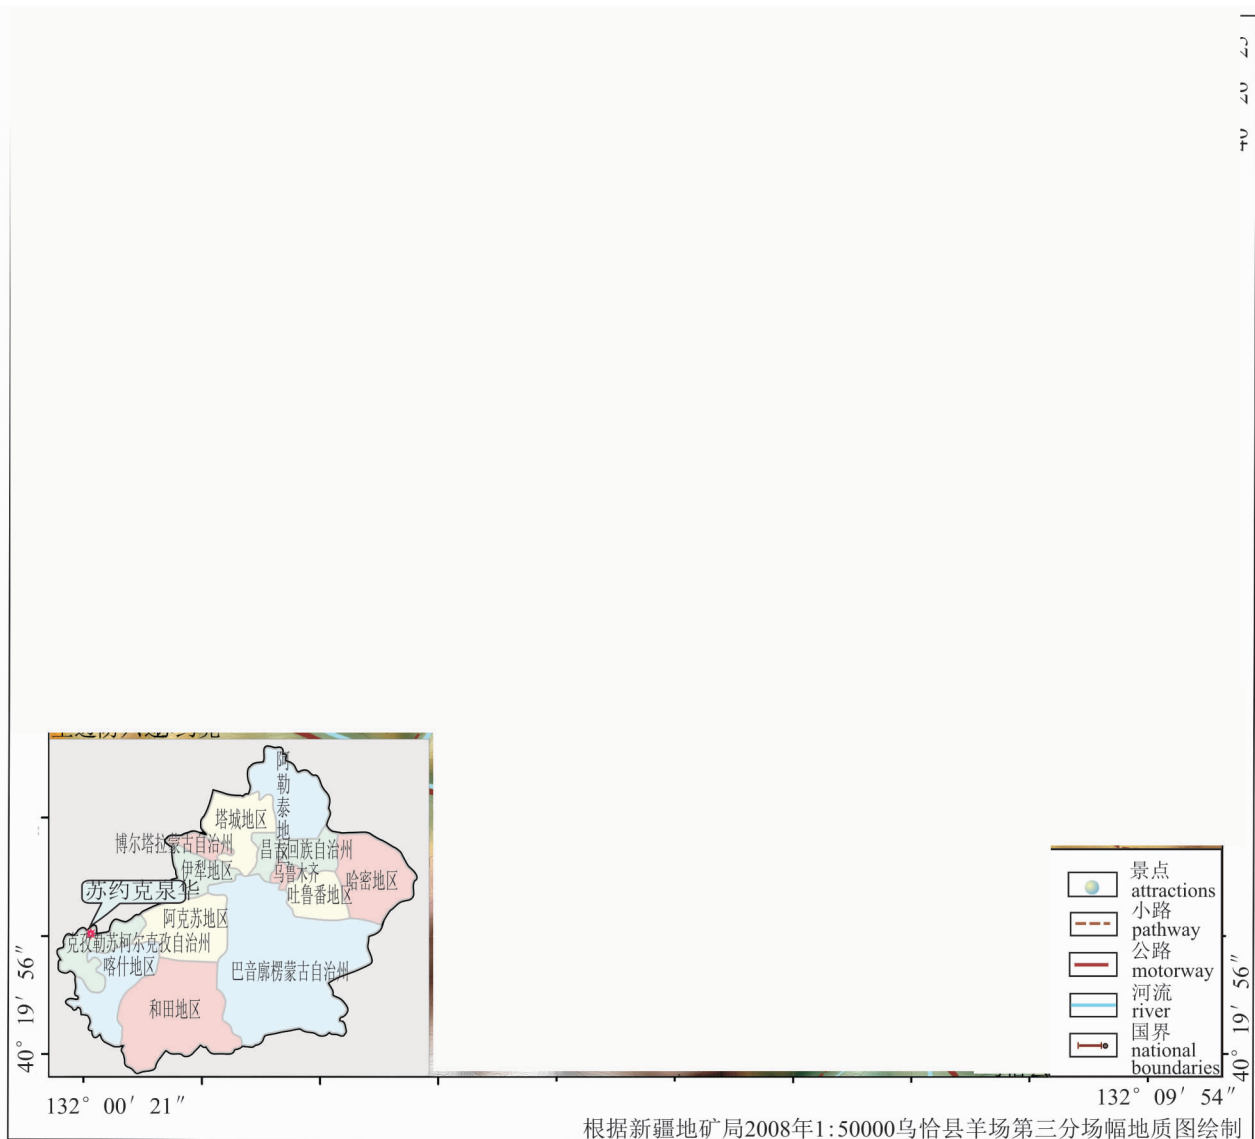 阿勒泰地区
塔城地区
博尔塔拉蒙古自治州
昌吉回族自治州
伊犁地区
乌鲁木齐
哈密地区
吐鲁番地区
苏约克泉华
阿克苏地区
克孜勒苏柯尔克孜自治州
喀什地区
巴音廓楞蒙古自治州
和田地区
景点
attractions
小路
pathway
公路
motorway
河流
river
国界
national
boundaries
40° 19′ 56″
40° 19′ 56″
132° 00′ 21″
132° 09′ 54″
根据新疆地矿局2008年1:50000乌恰县羊场第三分场幅地质图绘制